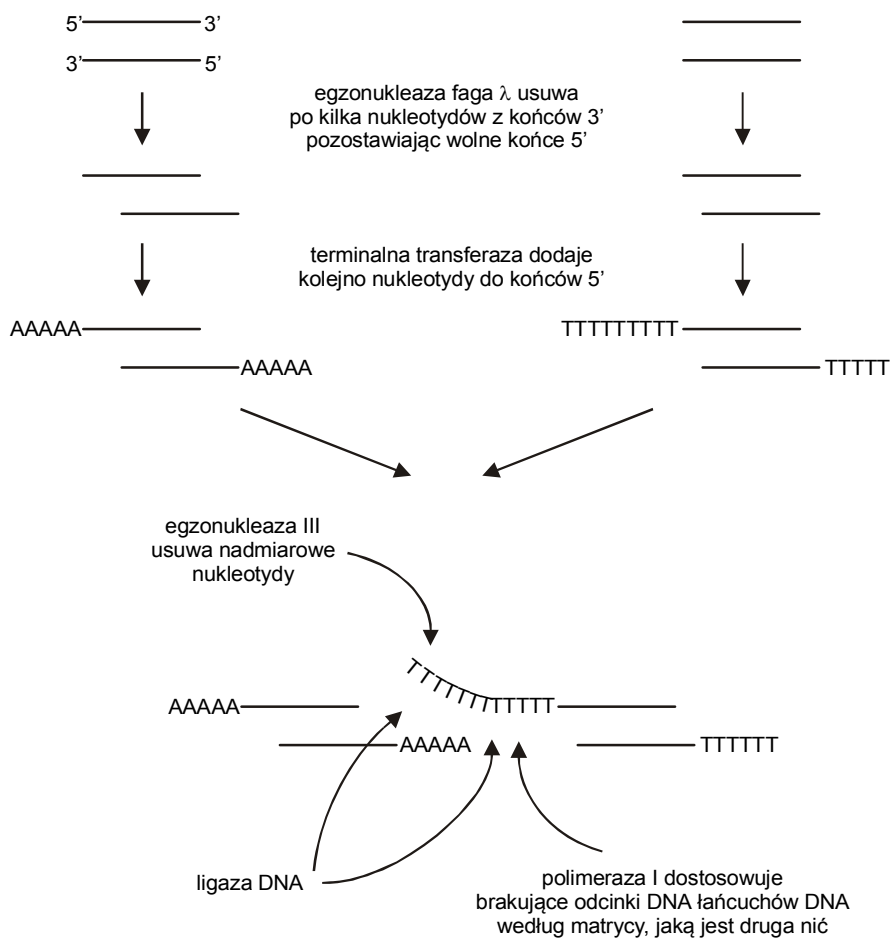 5’ 3’
3’ 5’
egzonukleaza faga λ usuwa
po kilka nukleotydów z końców 3’
pozostawiając wolne końce 5’
terminalna transferaza dodaje
kolejno nukleotydy do końców 5’
AAAAA TTTTTTTTT
AAAAA TTTTT
egzonukleaza III
usuwa nadmiarowe
nukleotydy
AAAAA TTTTTTTTTTTT
AAAAA TTTTTT
ligaza DNA
polimeraza I dostosowuje
brakujące odcinki DNA łańcuchów DNA
według matrycy, jaką jest druga nić